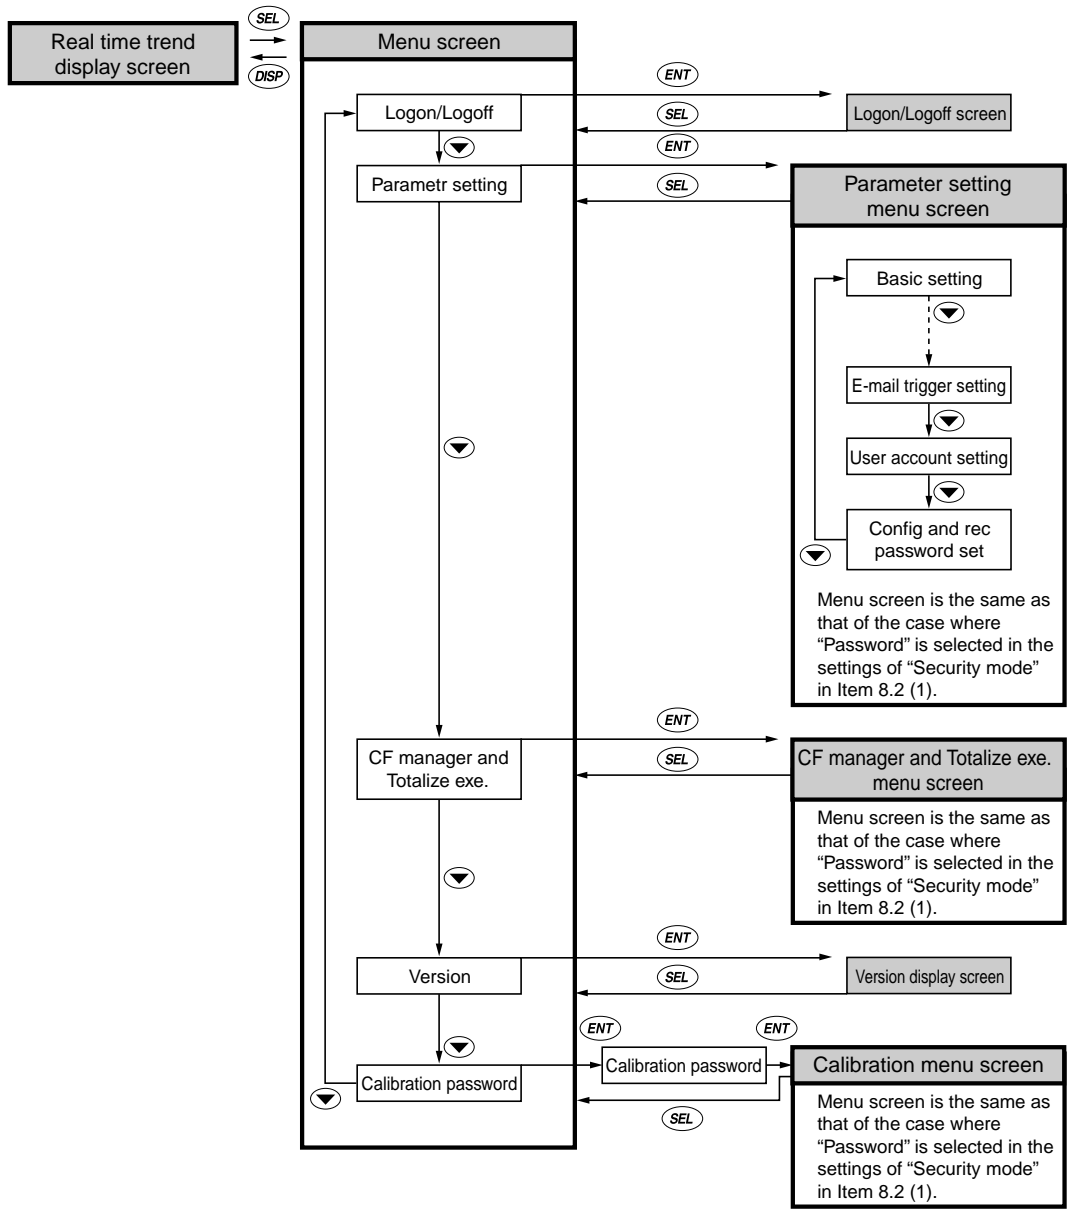 SEL
Real time trend
display screen
DISP
Menu screen
Logon/Logoff
ENT
SEL
Logon/Logoff screen
Parametr setting
ENT
SEL
Parameter setting
menu screen
Basic setting
E-mail trigger setting
User account setting
Config and rec
password set
Menu screen is the same as
that of the case where
“Password” is selected in the
settings of “Security mode”
in Item 8.2 (1).
CF manager and
Totalize exe.
ENT
SEL
CF manager and Totalize exe.
menu screen
Menu screen is the same as
that of the case where
“Password” is selected in the
settings of “Security mode”
in Item 8.2 (1).
Version
ENT
SEL
Version display screen
Calibration password
ENT
Calibration password
ENT
SEL
Calibration menu screen
Menu screen is the same as
that of the case where
“Password” is selected in the
settings of “Security mode”
in Item 8.2 (1).